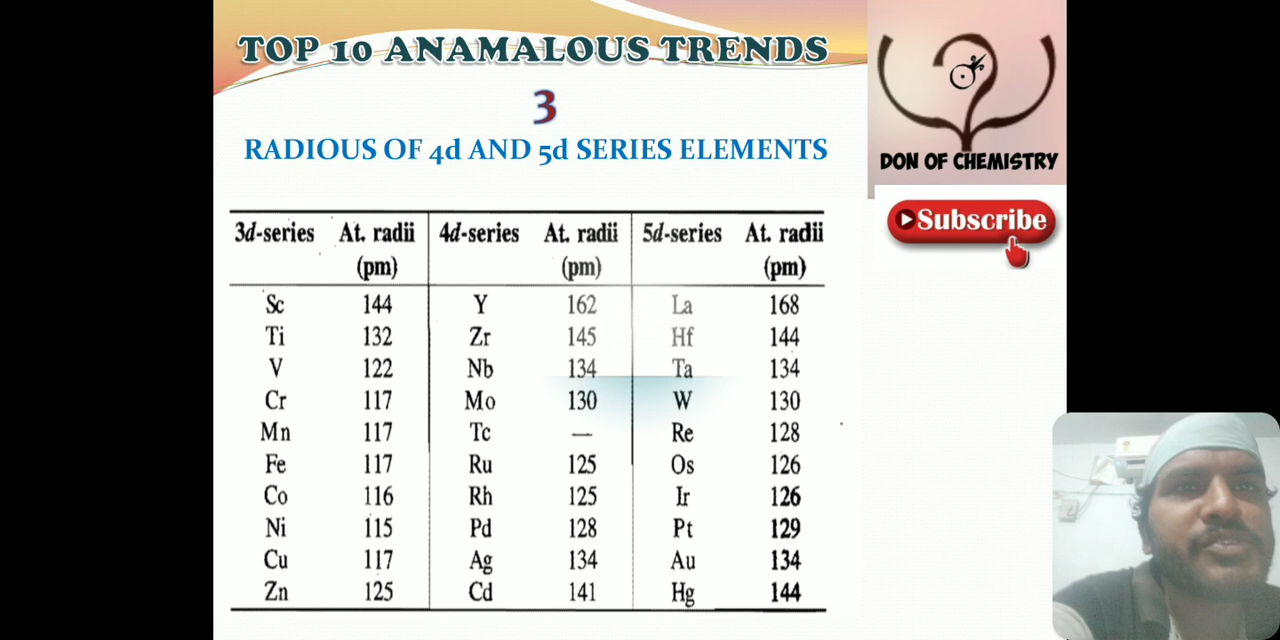 TOP 10 ANAMALOUS TRENDS
3
RADIOUS OF 4d AND 5d SERIES ELEMENTS
DON OF CHEMISTRY
Subscribe
3d-series At. radii (pm) 4d-series At. radii (pm) 5d-series At. radii (pm)
Sc 144 Y 162 La 168
Ti 132 Zr 145 Hf 144
V 122 Nb 134 Ta 134
Cr 117 Mo 130 W 130
Mn 117 Tc — Re 128
Fe 117 Ru 125 Os 126
Co 116 Rh 125 Ir 126
Ni 115 Pd 128 Pt 129
Cu 117 Ag 134 Au 134
Zn 125 Cd 141 Hg 144